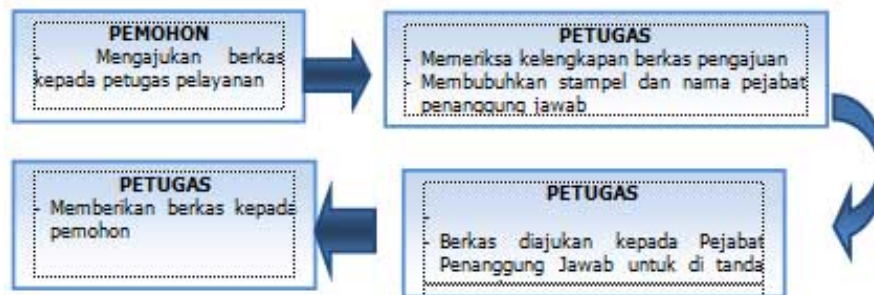 PEMOHON
- Mengajukan berkas
kepada petugas pelayanan
PETUGAS
- Memeriksa kelengkapan berkas pengajuan
- Membubuhkan stampel dan nama pejabat
penanggung jawab
PETUGAS
-
- Berkas diajukan kepada Pejabat
Penanggung Jawab untuk di tanda
PETUGAS
- Memberikan berkas kepada
pemohon